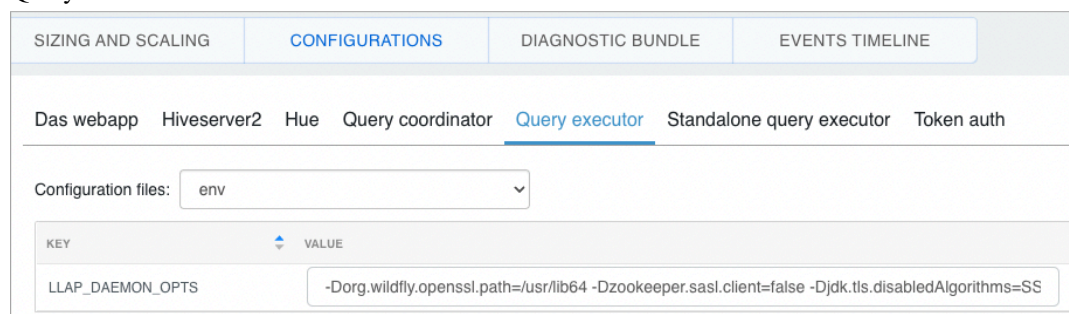 SIZING AND SCALING CONFIGURATIONS DIAGNOSTIC BUNDLE EVENTS TIMELINE
Das webapp Hiveserver2 Hue Query coordinator Query executor Standalone query executor Token auth
Configuration files: env
KEY VALUE
LLAP_DAEMON_OPTS -Dorg.wildfly.openssl.path=/usr/lib64 -Dzookeeper.sasl.client=false -Djdk.tls.disabledAlgorithms=SS